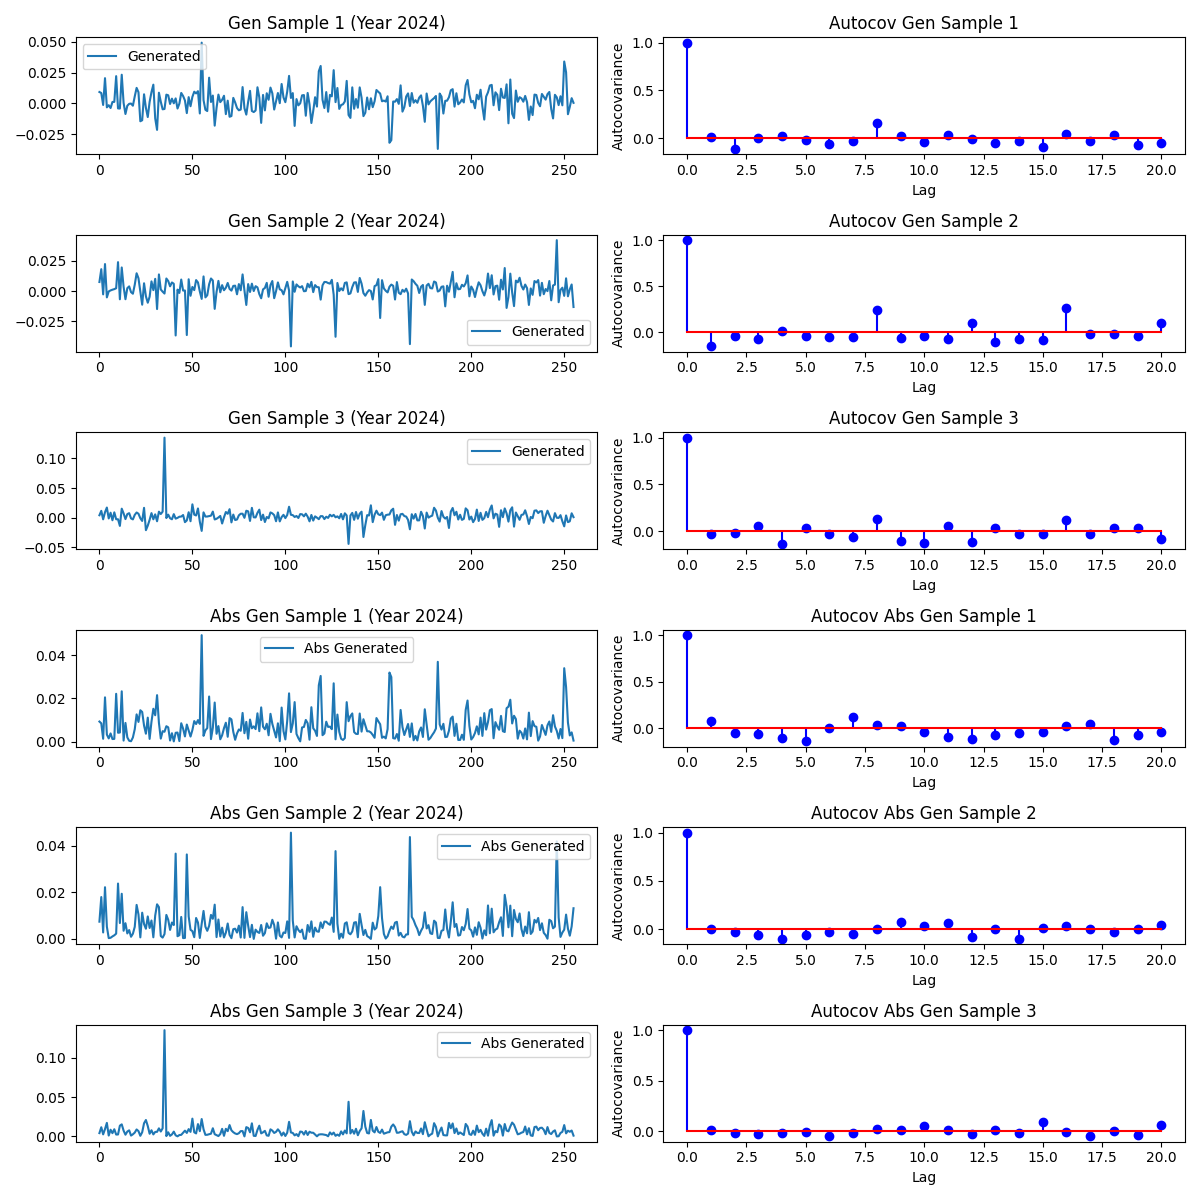 Gen Sample 1 (Year 2024)
0.050
0.025
0.000
−0.025
Generated
0 50 100 150 200 250
Autocov Gen Sample 1
Autocovariance
1.0
0.5
0.0
0.0 2.5 5.0 7.5 10.0 12.5 15.0 17.5 20.0
Lag
Gen Sample 2 (Year 2024)
0.025
0.000
−0.025
Generated
0 50 100 150 200 250
Autocov Gen Sample 2
Autocovariance
1.0
0.5
0.0
0.0 2.5 5.0 7.5 10.0 12.5 15.0 17.5 20.0
Lag
Gen Sample 3 (Year 2024)
0.10
0.05
0.00
−0.05
Generated
0 50 100 150 200 250
Autocov Gen Sample 3
Autocovariance
1.0
0.5
0.0
0.0 2.5 5.0 7.5 10.0 12.5 15.0 17.5 20.0
Lag
Abs Gen Sample 1 (Year 2024)
0.04
0.02
0.00
Abs Generated
0 50 100 150 200 250
Autocov Abs Gen Sample 1
Autocovariance
1.0
0.5
0.0
0.0 2.5 5.0 7.5 10.0 12.5 15.0 17.5 20.0
Lag
Abs Gen Sample 2 (Year 2024)
0.04
0.02
0.00
Abs Generated
0 50 100 150 200 250
Autocov Abs Gen Sample 2
Autocovariance
1.0
0.5
0.0
0.0 2.5 5.0 7.5 10.0 12.5 15.0 17.5 20.0
Lag
Abs Gen Sample 3 (Year 2024)
0.10
0.05
0.00
Abs Generated
0 50 100 150 200 250
Autocov Abs Gen Sample 3
Autocovariance
1.0
0.5
0.0
0.0 2.5 5.0 7.5 10.0 12.5 15.0 17.5 20.0
Lag